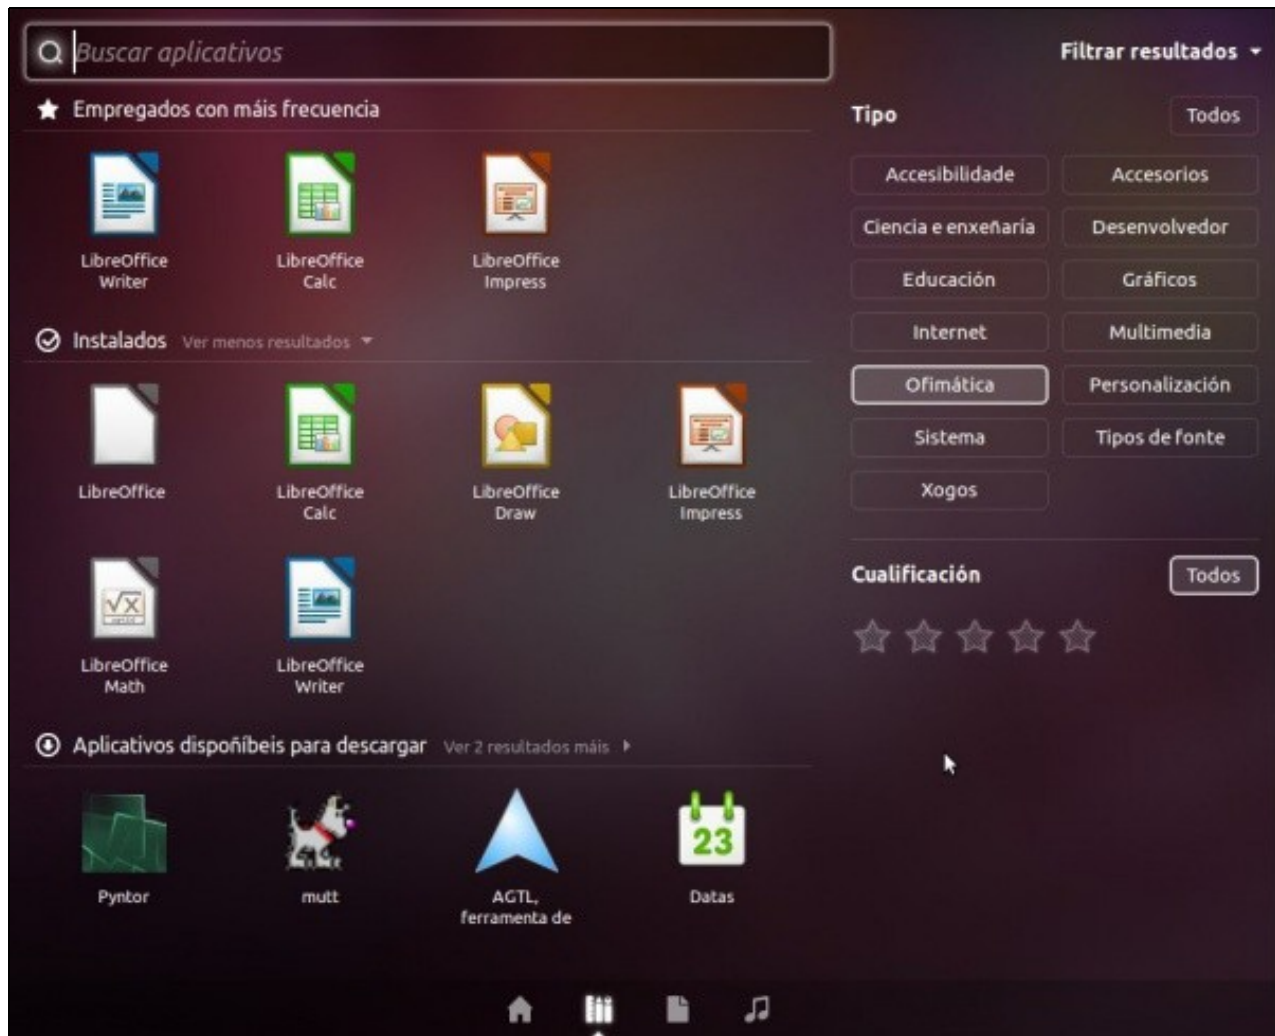 Buscar aplicativos
Filtrar resultados
Empregados con máis frecuencia
LibreOffice
Writer
LibreOffice
Calc
LibreOffice
Impress
Instalados Ver menos resultados
LibreOffice
LibreOffice
Calc
LibreOffice
Draw
LibreOffice
Impress
LibreOffice
Math
LibreOffice
Writer
Aplicativos dispoñíbeis para descargar Ver 2 resultados máis
23
Pyntor
mutt
AGTL,
ferramenta de
Datas
Tipo Todos
Accesibilidade Accesorios
Ciencia e enxeñaría Desenvolvedor
Educación Gráficos
Internet Multimedia
Ofimática Personalización
Sistema Tipos de fonte
Xogos
Cualificación Todos